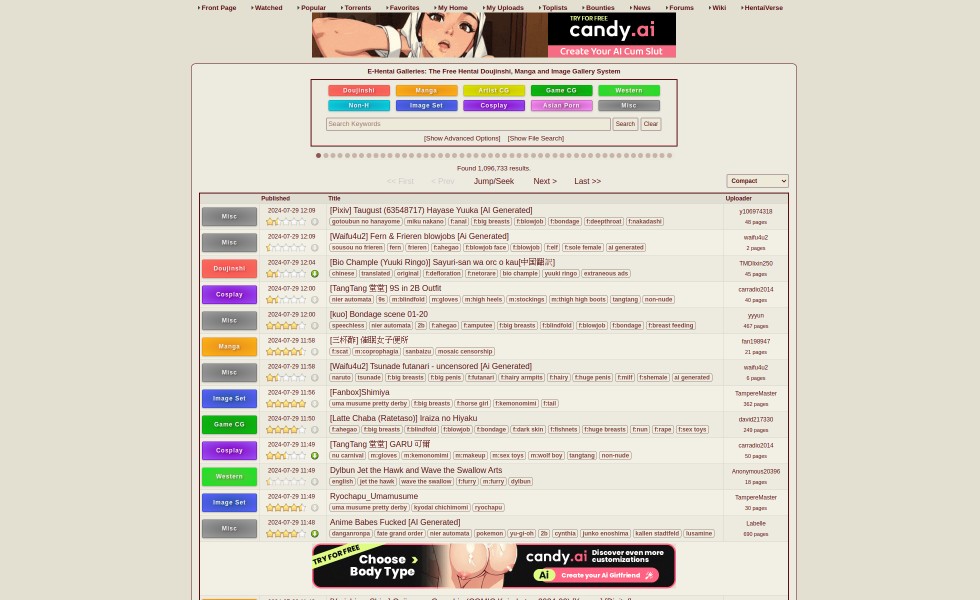 Front Page Watched Popular Torrents Favorites My Home My Uploads Toplists Bounties News Forums Wiki HentaiVerse
TRY FOR FREE
candy.ai
Create Your AI Cum Slut
E-Hentai Galleries: The Free Hentai Doujinshi, Manga and Image Gallery System
Doujinshi Manga Artist CG Game CG Western
Non-H Image Set Cosplay Asian Porn Misc
Search Keywords Search Clear
[Show Advanced Options] [Show File Search]
Found 1,096,733 results.
<< First < Prev Jump/Seek Next > Last >> Compact
Published Title Uploader
Misc 2024-07-29 12:09 [Pixiv] Taugust (63548717) Hayase Yuuka [AI Generated] y106974318
gotoubun no hanayome miku nakano f:anal f:big breasts f:blowjob f:bondage f:deepthroat f:nakadashi 48 pages
Misc 2024-07-29 12:09 [Waifu4u2] Fern & Frieren blowjobs [Ai Generated] waifu4u2
sousou no frieren fern frieren f:ahegao f:blowjob face f:blowjob f:elf f:sole female ai generated 2 pages
Doujinshi 2024-07-29 12:04 [Bio Chample (Yuuki Ringo)] Sayuri-san wa orc o kau[中国翻訳] TMDlixin250
chinese translated original f:defloration f:netorare bio chample yuuki ringo extraneous ads 45 pages
Cosplay 2024-07-29 12:00 [TangTang 堂堂] 9S in 2B Outfit carradio2014
nier automata 9s m:blindfold m:gloves m:high heels m:stockings m:thigh high boots tangtang non-nude 40 pages
Misc 2024-07-29 12:00 [kuo] Bondage scene 01-20 yyyun
speechless nier automata 2b f:ahegao f:amputee f:big breasts f:blindfold f:blowjob f:bondage f:breast feeding 467 pages
Manga 2024-07-29 11:58 [三杯酢] 催眠女子便所 fan198947
f:scat m:coprophagia sanbaizu mosaic censorship 21 pages
Misc 2024-07-29 11:58 [Waifu4u2] Tsunade futanari - uncensored [Ai Generated] waifu4u2
naruto tsunade f:big breasts f:big penis f:futanari f:hairy armpits f:hairy f:huge penis f:milf f:shemale ai generated 6 pages
Image Set 2024-07-29 11:56 [Fanbox]Shimiya TampereMaster
uma musume pretty derby f:big breasts f:horse girl f:kemonomimi f:tail 362 pages
Game CG 2024-07-29 11:50 [Latte Chaba (Ratetaso)] Iraiza no Hiyaku david217330
f:ahegao f:big breasts f:blindfold f:blowjob f:bondage f:dark skin f:fishnets f:huge breasts f:nun f:rape f:sex toys 249 pages
Cosplay 2024-07-29 11:49 [TangTang 堂堂] GARU 可爾 carradio2014
nu carnival m:gloves m:kemonomimi m:makeup m:sex toys m:wolf boy tangtang non-nude 50 pages
Western 2024-07-29 11:49 Dylbun Jet the Hawk and Wave the Swallow Arts Anonymous20396
english jet the hawk wave the swallow f:furry m:furry dylbun 18 pages
Image Set 2024-07-29 11:49 Ryochapu_Umamusume TampereMaster
uma musume pretty derby kyodai chichimomi ryochapu 30 pages
Misc 2024-07-29 11:48 Anime Babes Fucked [AI Generated] Labelle
danganronpa fate grand order nier automata pokemon yu-gi-oh 2b cynthia junko enoshima kallen stadtfeld lusamine 690 pages
TRY FOR FREE
Choose > Body Type
candy.ai
Discover even more customizations
Ai Create your AI Girlfriend